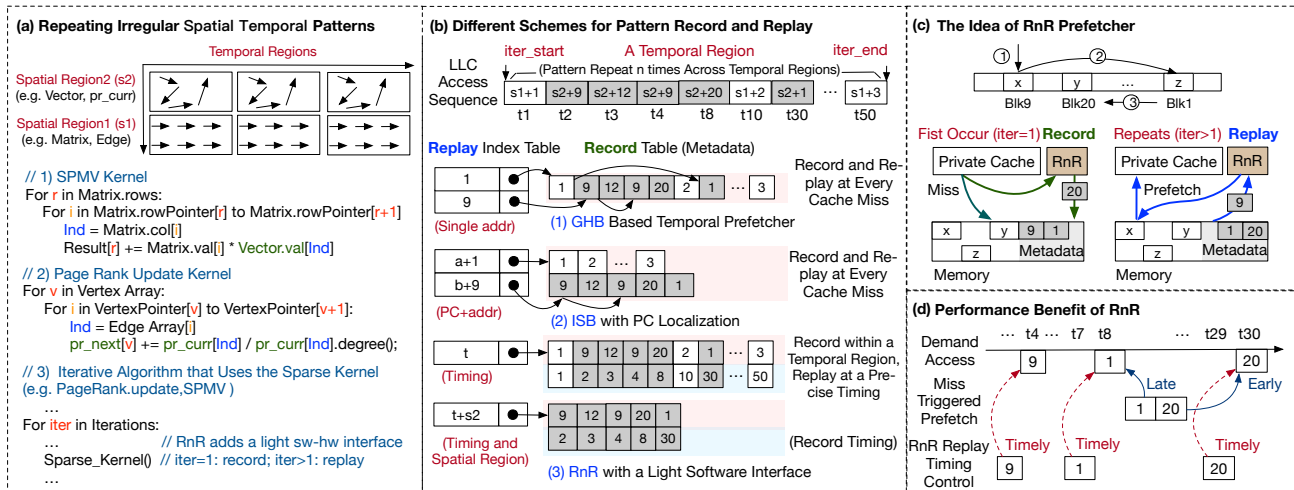 (a) Repeating Irregular Spatial Temporal Patterns
Temporal Regions
Spatial Region2 (s2)
(e.g. Vector, pr_curr)
Spatial Region1 (s1)
(e.g. Matrix, Edge)
// 1) SPMV Kernel
For r in Matrix.rows:
For i in Matrix.rowPointer[r] to Matrix.rowPointer[r+1]
Ind = Matrix.col[i]
Result[r] += Matrix.val[i] * Vector.val[Ind]
// 2) Page Rank Update Kernel
For v in Vertex Array:
For i in VertexPointer[v] to VertexPointer[v+1]:
Ind = Edge Array[i]
pr_next[v] += pr_curr[Ind] / pr_curr[Ind].degree();
// 3) Iterative Algorithm that Uses the Sparse Kernel
(e.g. PageRank.update,SPMV )
...
For iter in Iterations:
... // RnR adds a light sw-hw interface
Sparse_Kernel() // iter=1: record; iter>1: replay
...
(b) Different Schemes for Pattern Record and Replay
iter_start A Temporal Region iter_end
(Pattern Repeat n times Across Temporal Regions)
LLC
Access
Sequence
s1+1 s2+9 s2+12 s2+9 s2+20 s1+2 s2+1 ... s1+3
t1 t2 t3 t4 t8 t10 t30 t50
Replay Index Table Record Table (Metadata)
1
9
(Single addr)
1 9 12 9 20 2 1 ... 3
Record and Re-
play at Every
Cache Miss
(1) GHB Based Temporal Prefetcher
a+1
b+9
(PC+addr)
1 2 ... 3
9 12 9 20 1
Record and Re-
play at Every
Cache Miss
(2) ISB with PC Localization
t
(Timing)
1 9 12 9 20 2 1 ... 3
1 2 3 4 8 10 30 ... 50
Record within a
Temporal Region,
Replay at a Pre-
cise Timing
t+s2
(Timing and
Spatial Region)
9 12 9 20 1
2 3 4 8 30
(Record Timing)
(3) RnR with a Light Software Interface
(c) The Idea of RnR Prefetcher
1 2
x y ... z
Blk9 Blk20 3 Blk1
Fist Occur (iter=1) Record
Private Cache RnR
Miss
20
x y 9 1
z Metadata
Memory
Repeats (iter>1) Replay
Private Cache RnR
Prefetch
9
x y 1 20
z Metadata
Memory
(d) Performance Benefit of RnR
... t4 ... t7 t8 ... t29 t30
Demand
Access
9 1 20
Miss
Triggered
Prefetch
Late Early
1 20
RnR Replay
Timing
Control
Timely Timely Timely
9 1 20